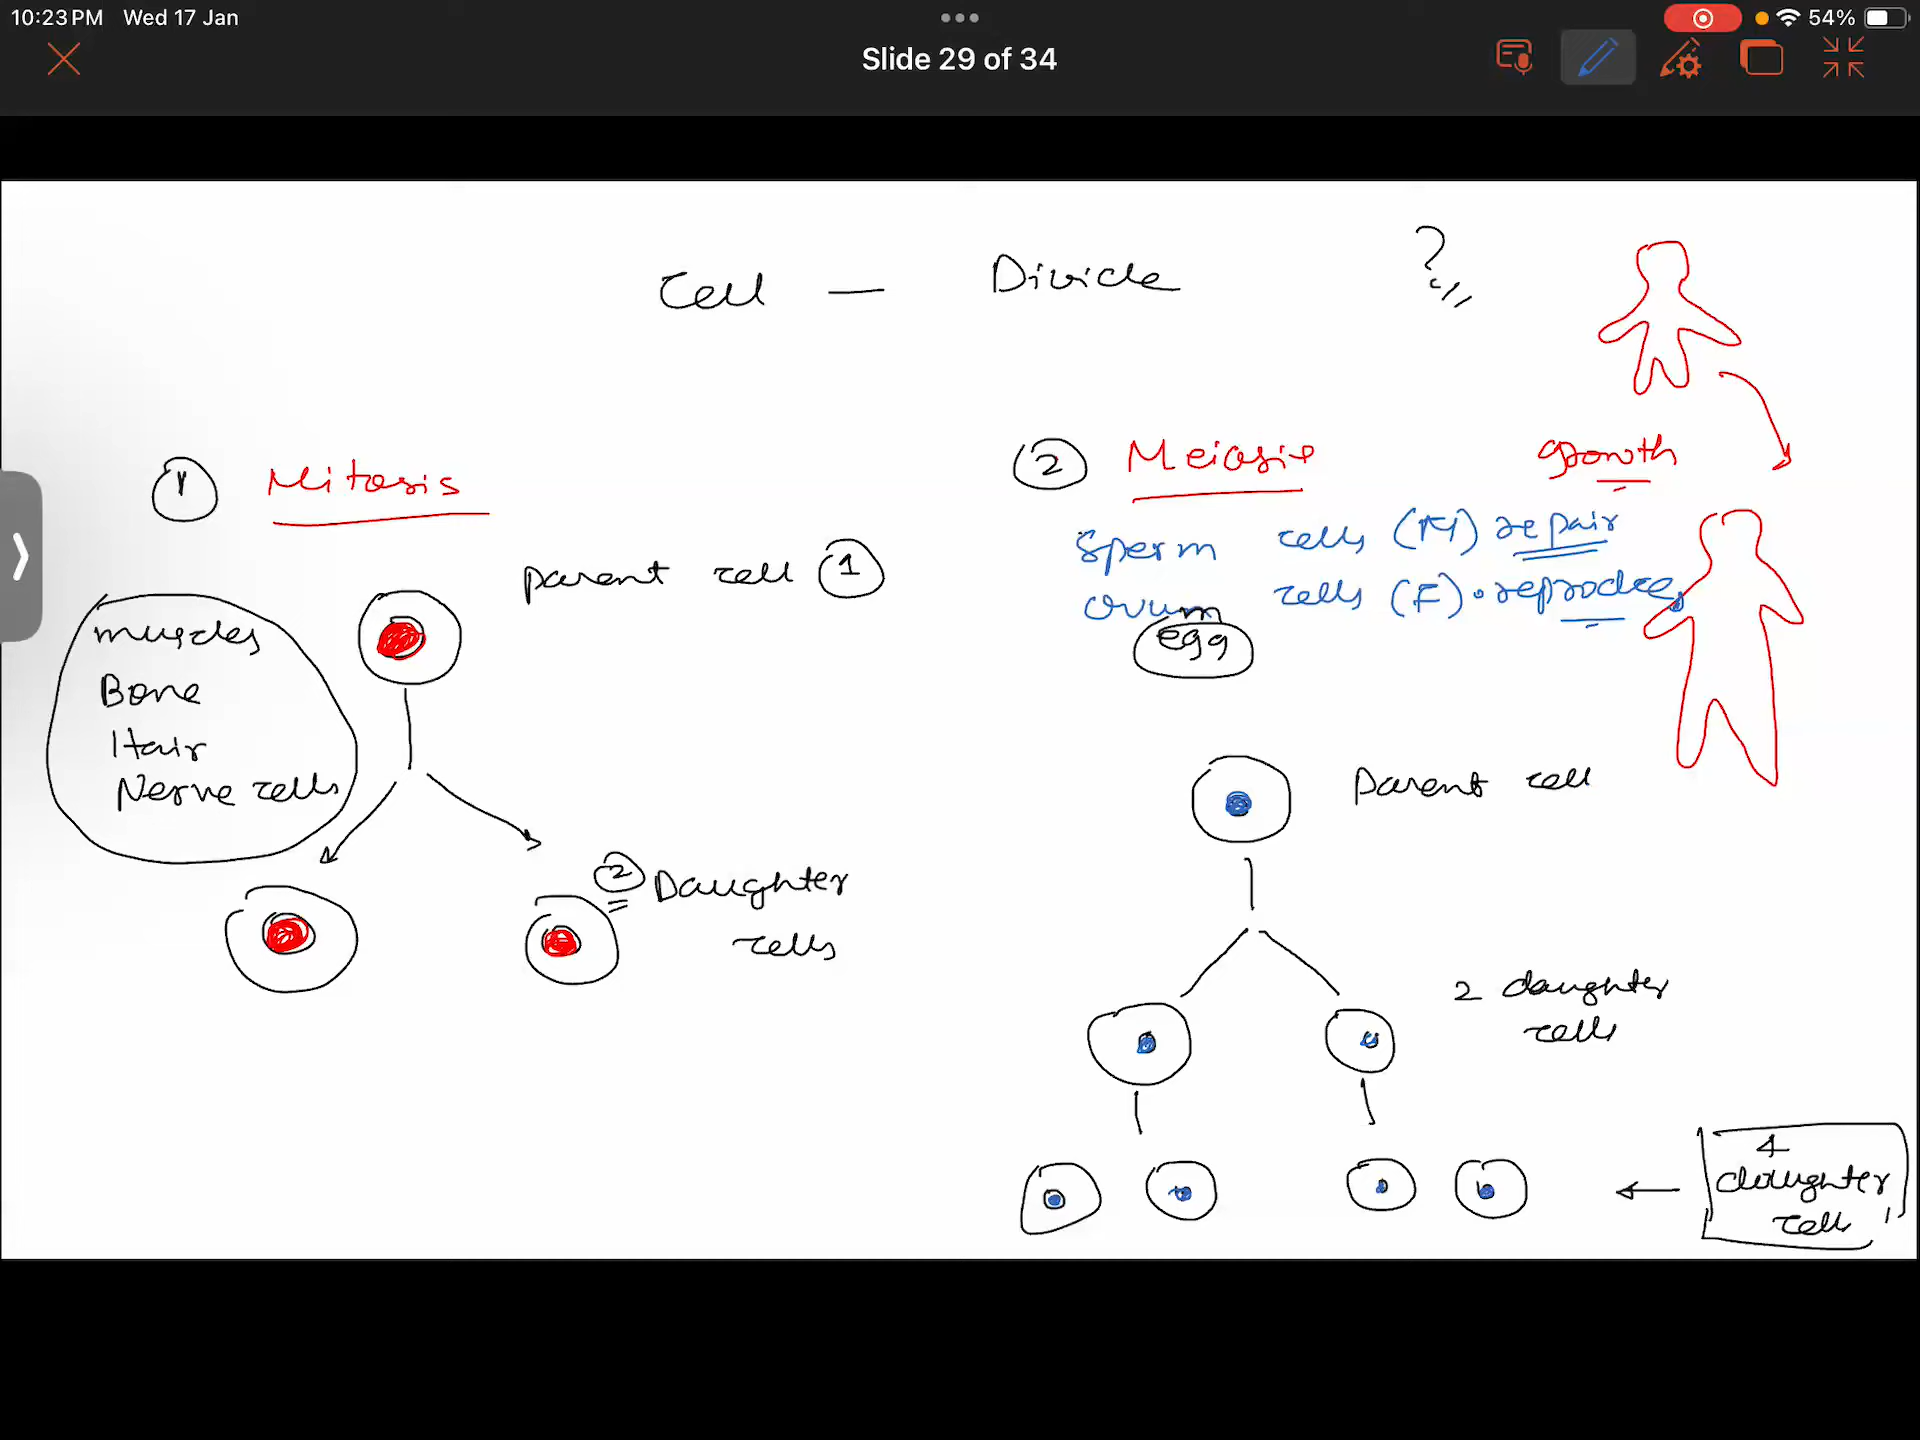 10:23 PM Wed 17 Jan
54%
Slide 29 of 34
Cell — Divide ?
1 Mitosis
parent cell 1
muscles
Bone
Hair
Nerve cells
2 Daughter
cells
2 Meiosis
growth
Sperm cells (M) repair
ovum cells (F) • reproduce
egg
Parent cell
2 daughter
cells
4
daughter
cell